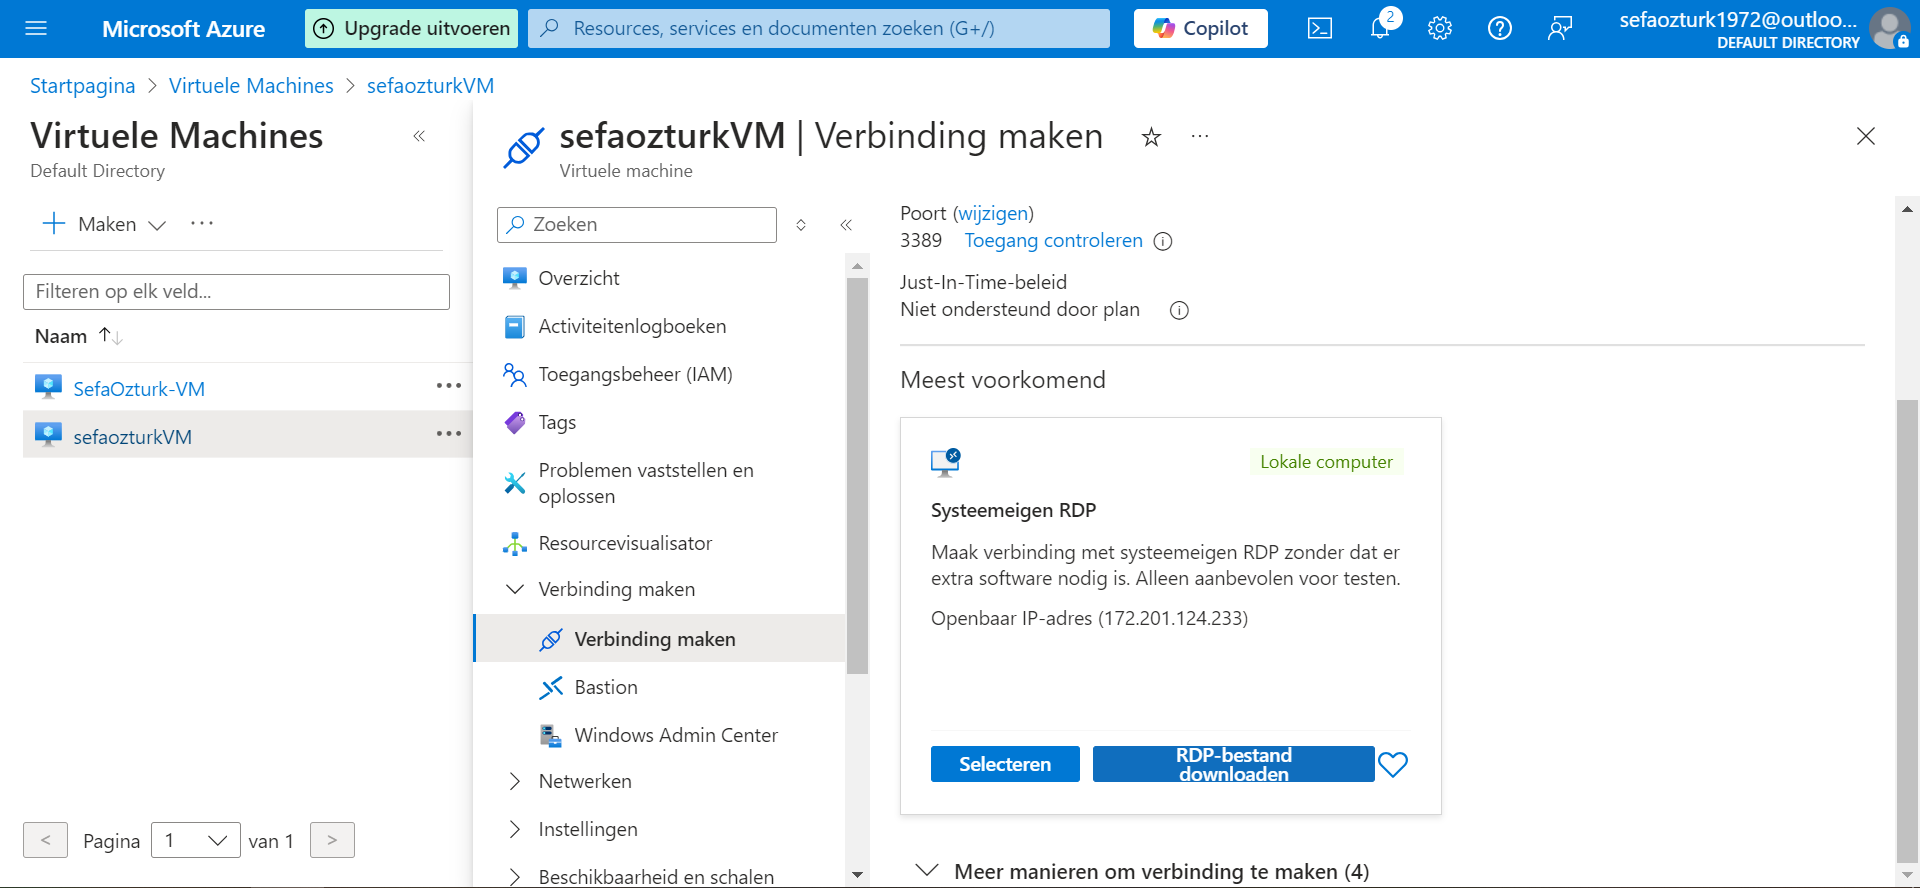 Microsoft Azure
Upgrade uitvoeren
Resources, services en documenten zoeken (G+/)
Copilot
2
sefaozturk1972@outloo...
DEFAULT DIRECTORY
Startpagina > Virtuele Machines > sefaozturkVM
Virtuele Machines
Default Directory
Maken
Filteren op elk veld...
Naam
SefaOzturk-VM
sefaozturkVM
< Pagina 1 van 1 >
sefaozturkVM | Verbinding maken
Virtuele machine
Zoeken
Overzicht
Activiteitenlogboeken
Toegangsbeheer (IAM)
Tags
Problemen vaststellen en
oplossen
Resourcevisualisator
Verbinding maken
Verbinding maken
Bastion
Windows Admin Center
Netwerken
Instellingen
Beschikbaarheid en schalen
Poort (wijzigen)
3389 Toegang controleren
Just-In-Time-beleid
Niet ondersteund door plan
Meest voorkomend
Lokale computer
Systeemeigen RDP
Maak verbinding met systeemeigen RDP zonder dat er
extra software nodig is. Alleen aanbevolen voor testen.
Openbaar IP-adres (172.201.124.233)
Selecteren
RDP-bestand
downloaden
Meer manieren om verbinding te maken (4)